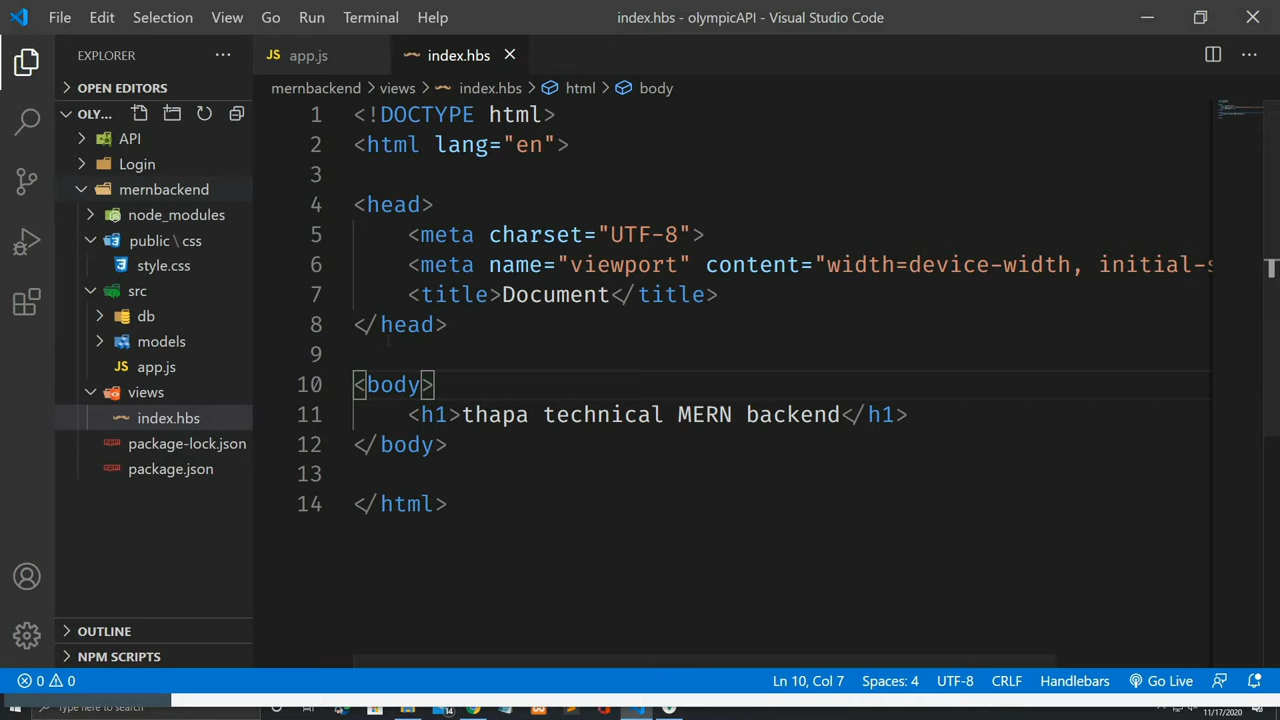 File Edit Selection View Go Run Terminal Help index.hbs - olympicAPI - Visual Studio Code
EXPLORER
JS app.js
index.hbs
OPEN EDITORS
mernbackend > views > index.hbs > html > body
OLY...
API
Login
mernbackend
node_modules
public \ css
style.css
src
db
models
JS app.js
views
index.hbs
package-lock.json
package.json
OUTLINE
NPM SCRIPTS
1 <!DOCTYPE html>
2 <html lang="en">
3
4 <head>
5 <meta charset="UTF-8">
6 <meta name="viewport" content="width=device-width, initial-s
7 <title>Document</title>
8 </head>
9
10 <body>
11 <h1>thapa technical MERN backend</h1>
12 </body>
13
14 </html>
0 0 Ln 10, Col 7 Spaces: 4 UTF-8 CRLF Handlebars Go Live
Type here to search 14 11/17/2020